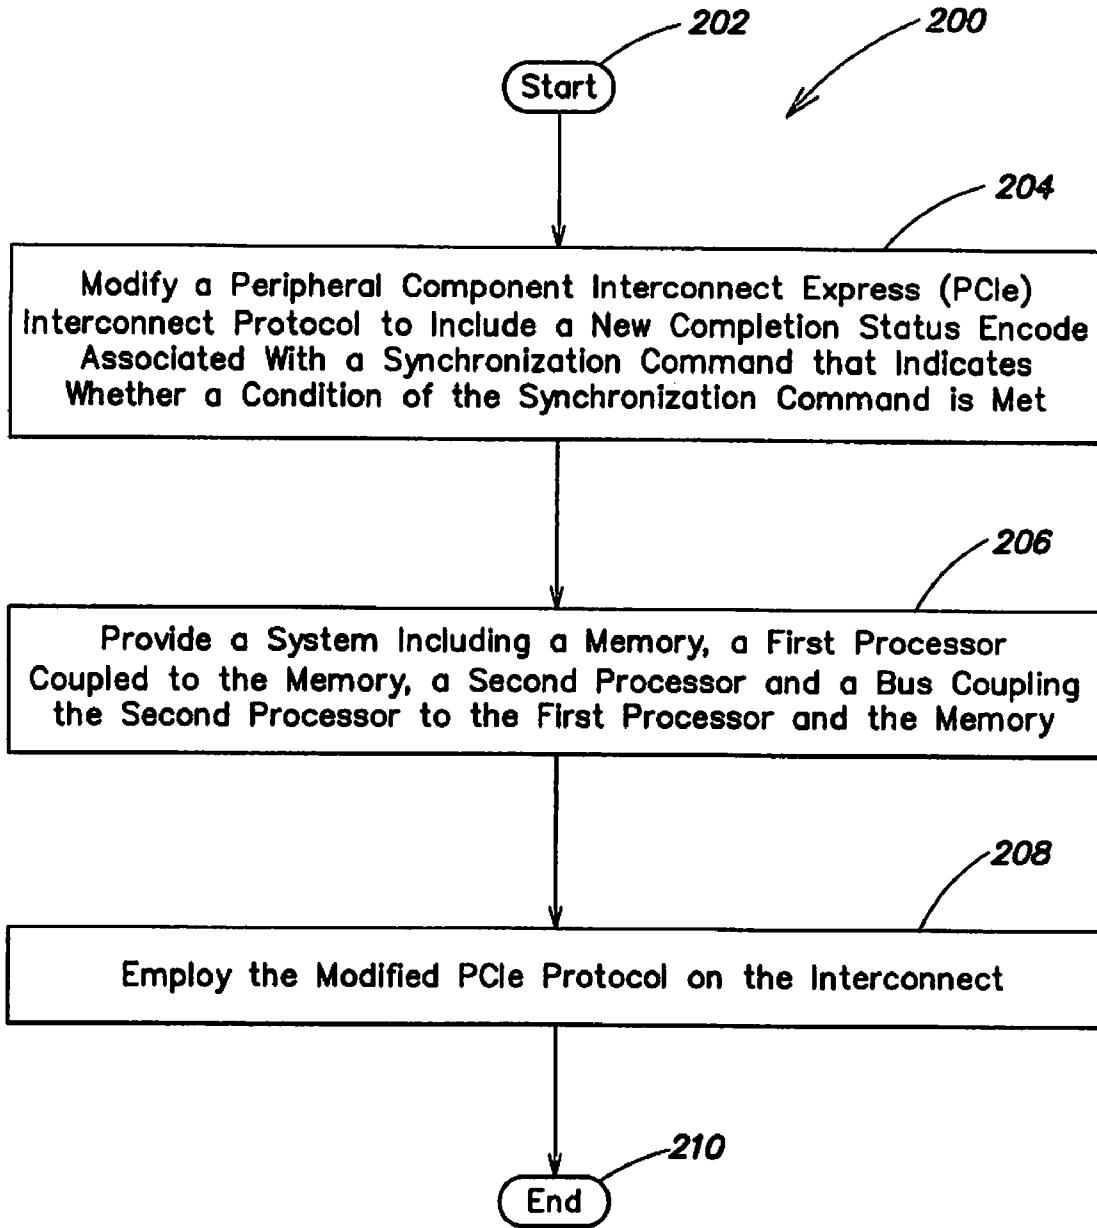 202
200
Start
204
Modify a Peripheral Component Interconnect Express (PCIe)
Interconnect Protocol to Include a New Completion Status Encode
Associated With a Synchronization Command that Indicates
Whether a Condition of the Synchronization Command is Met
206
Provide a System Including a Memory, a First Processor
Coupled to the Memory, a Second Processor and a Bus Coupling
the Second Processor to the First Processor and the Memory
208
Employ the Modified PCIe Protocol on the Interconnect
210
End